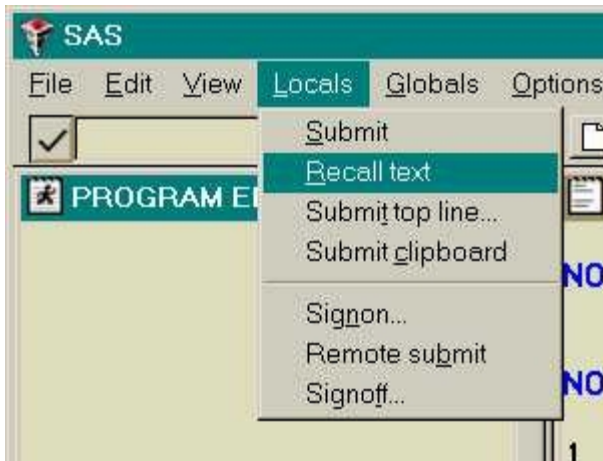 SAS
File Edit View Locals Globals Options
Submit
Recall text
PROGRAM E
Submit top line...
Submit clipboard
NO
Signon...
Remote submit
NO
Signoff...
1